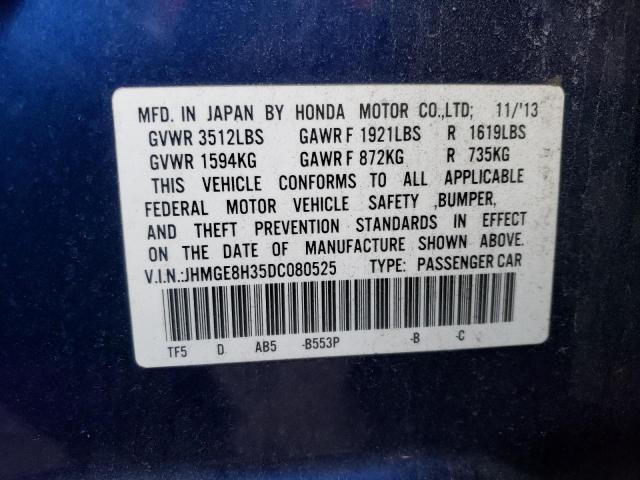 MFD. IN JAPAN BY HONDA MOTOR CO.,LTD; 11/'13
GVWR 3512LBS GAWR F 1921LBS R 1619LBS
GVWR 1594KG GAWR F 872KG R 735KG
THIS VEHICLE CONFORMS TO ALL APPLICABLE
FEDERAL MOTOR VEHICLE SAFETY ,BUMPER,
AND THEFT PREVENTION STANDARDS IN EFFECT
ON THE DATE OF MANUFACTURE SHOWN ABOVE.
V.I.N.:JHMGE8H35DC080525 TYPE: PASSENGER CAR
TF5 D AB5 -B553P -B -C